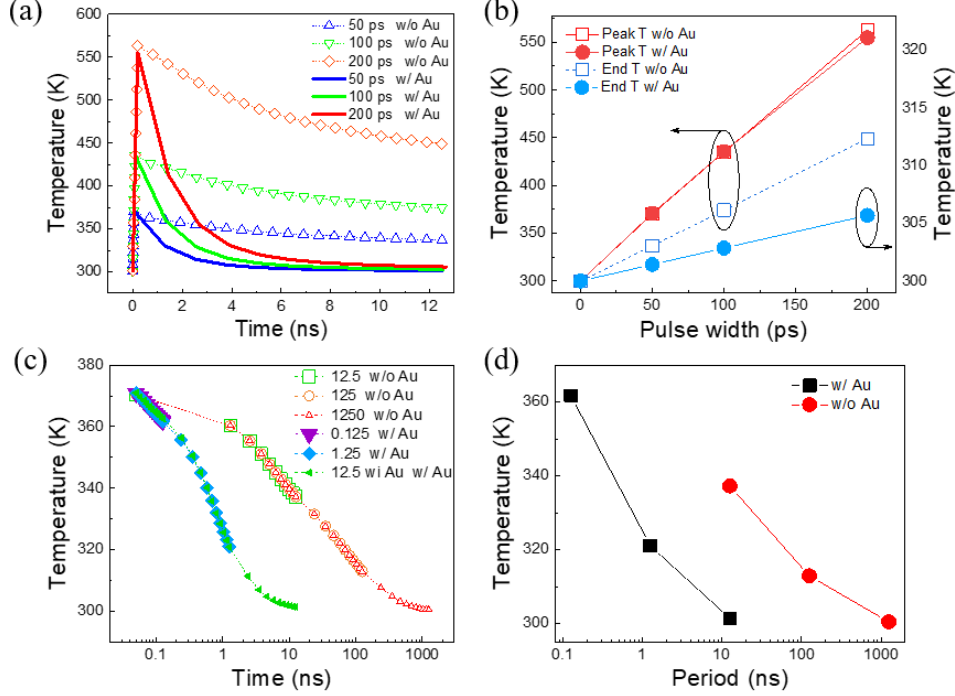 (a)
600
550
500
450
400
350
300
Temperature (K)
0 2 4 6 8 10 12
Time (ns)
50 ps w/o Au
100 ps w/o Au
200 ps w/o Au
50 ps w/ Au
100 ps w/ Au
200 ps w/ Au
(b)
550
500
450
400
350
300
Temperature (K)
0 50 100 150 200
Pulse width (ps)
320
315
310
305
300
Temperature (K)
Peak T w/o Au
Peak T w/ Au
End T w/o Au
End T w/ Au
(c)
380
360
340
320
300
Temperature (K)
0.1 1 10 100 1000
Time (ns)
12.5 w/o Au
125 w/o Au
1250 w/o Au
0.125 w/ Au
1.25 w/ Au
12.5 wi Au w/ Au
(d)
360
340
320
300
Temperature (K)
0.1 1 10 100 1000
Period (ns)
w/ Au
w/o Au